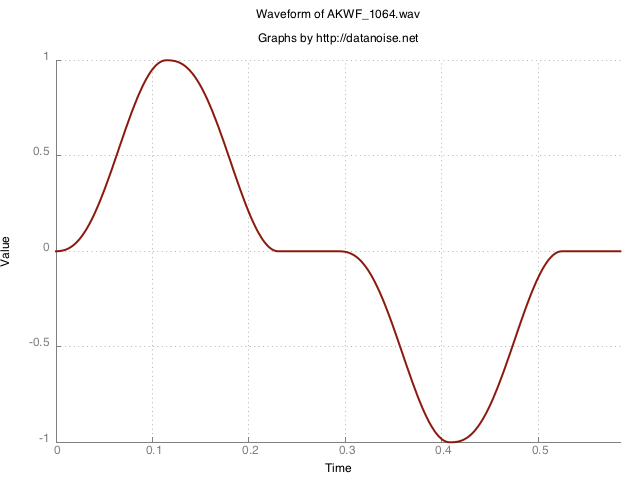 Waveform of AKWF_1064.wav
Graphs by http://datanoise.net
1
0.5
0
-0.5
-1
Value
0 0.1 0.2 0.3 0.4 0.5
Time